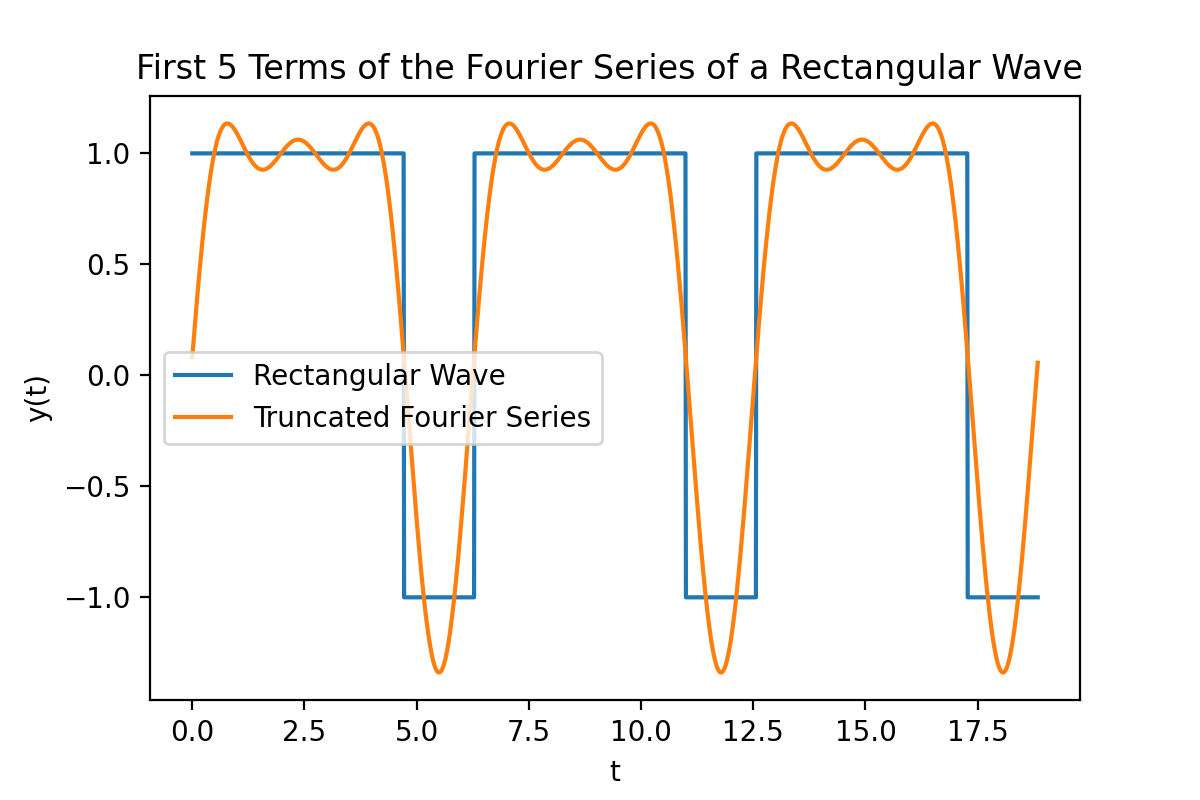 First 5 Terms of the Fourier Series of a Rectangular Wave
1.0
0.5
0.0
−0.5
−1.0
y(t)
Rectangular Wave
Truncated Fourier Series
0.0 2.5 5.0 7.5 10.0 12.5 15.0 17.5
t